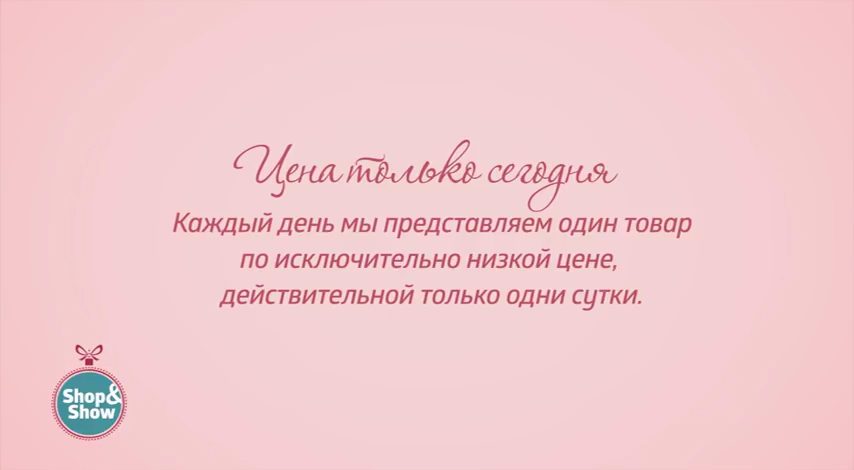 Цена только сегодня
Каждый день мы представляем один товар
по исключительно низкой цене,
действительной только одни сутки.
Shop&
Show